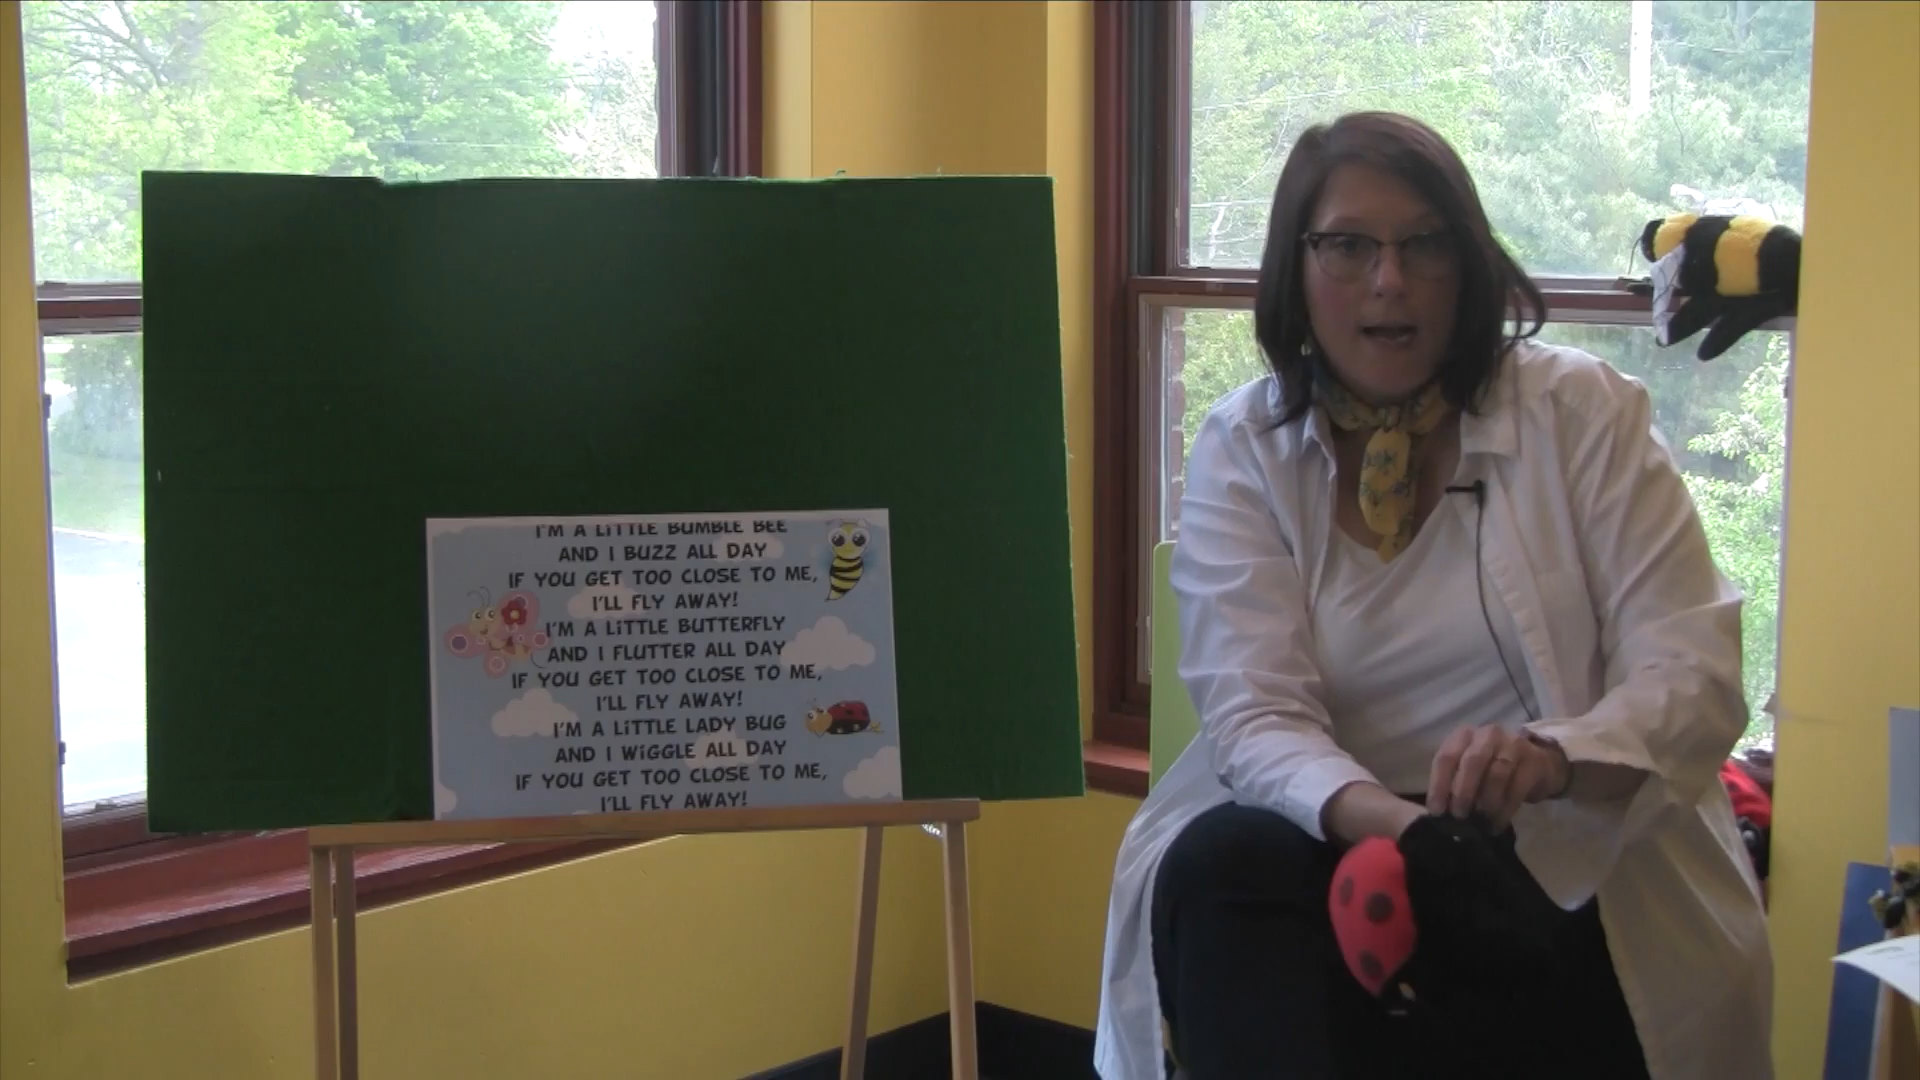 I'M A LITTLE BUMBLE BEE
AND I BUZZ ALL DAY
IF YOU GET TOO CLOSE TO ME,
I'LL FLY AWAY!
I'M A LITTLE BUTTERFLY
AND I FLUTTER ALL DAY
IF YOU GET TOO CLOSE TO ME,
I'LL FLY AWAY!
I'M A LITTLE LADY BUG
AND I WIGGLE ALL DAY
IF YOU GET TOO CLOSE TO ME,
I'LL FLY AWAY!